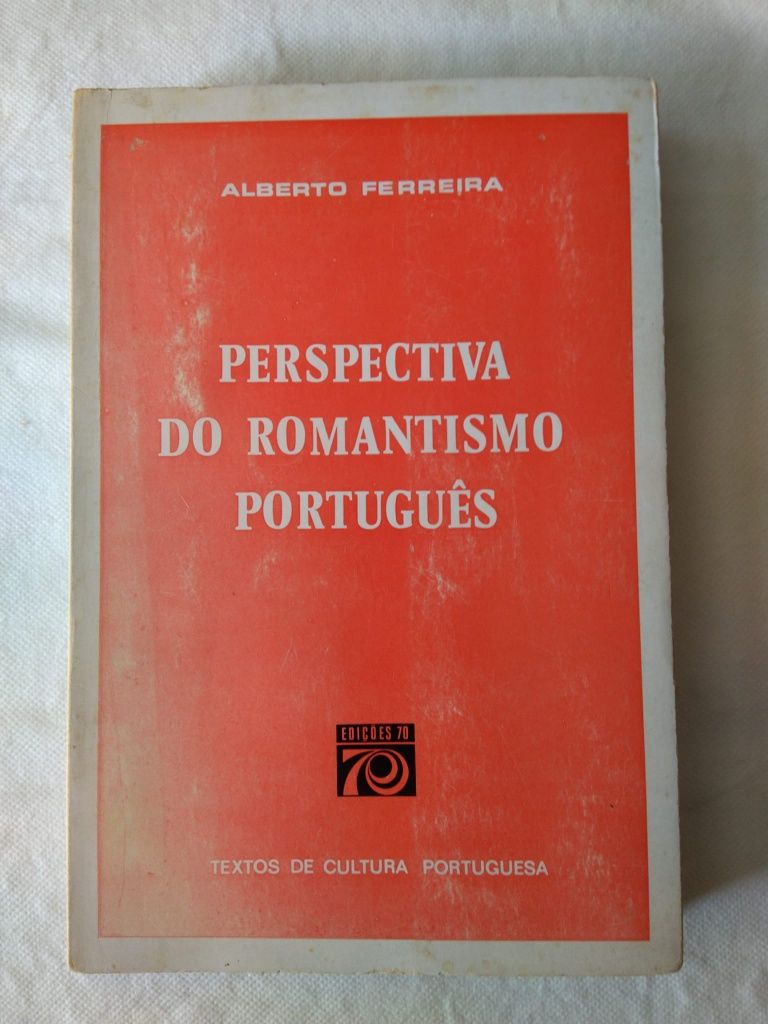 ALBERTO FERREIRA
PERSPECTIVA
DO ROMANTISMO
PORTUGUÊS
EDIÇÕES 70
70
TEXTOS DE CULTURA PORTUGUESA